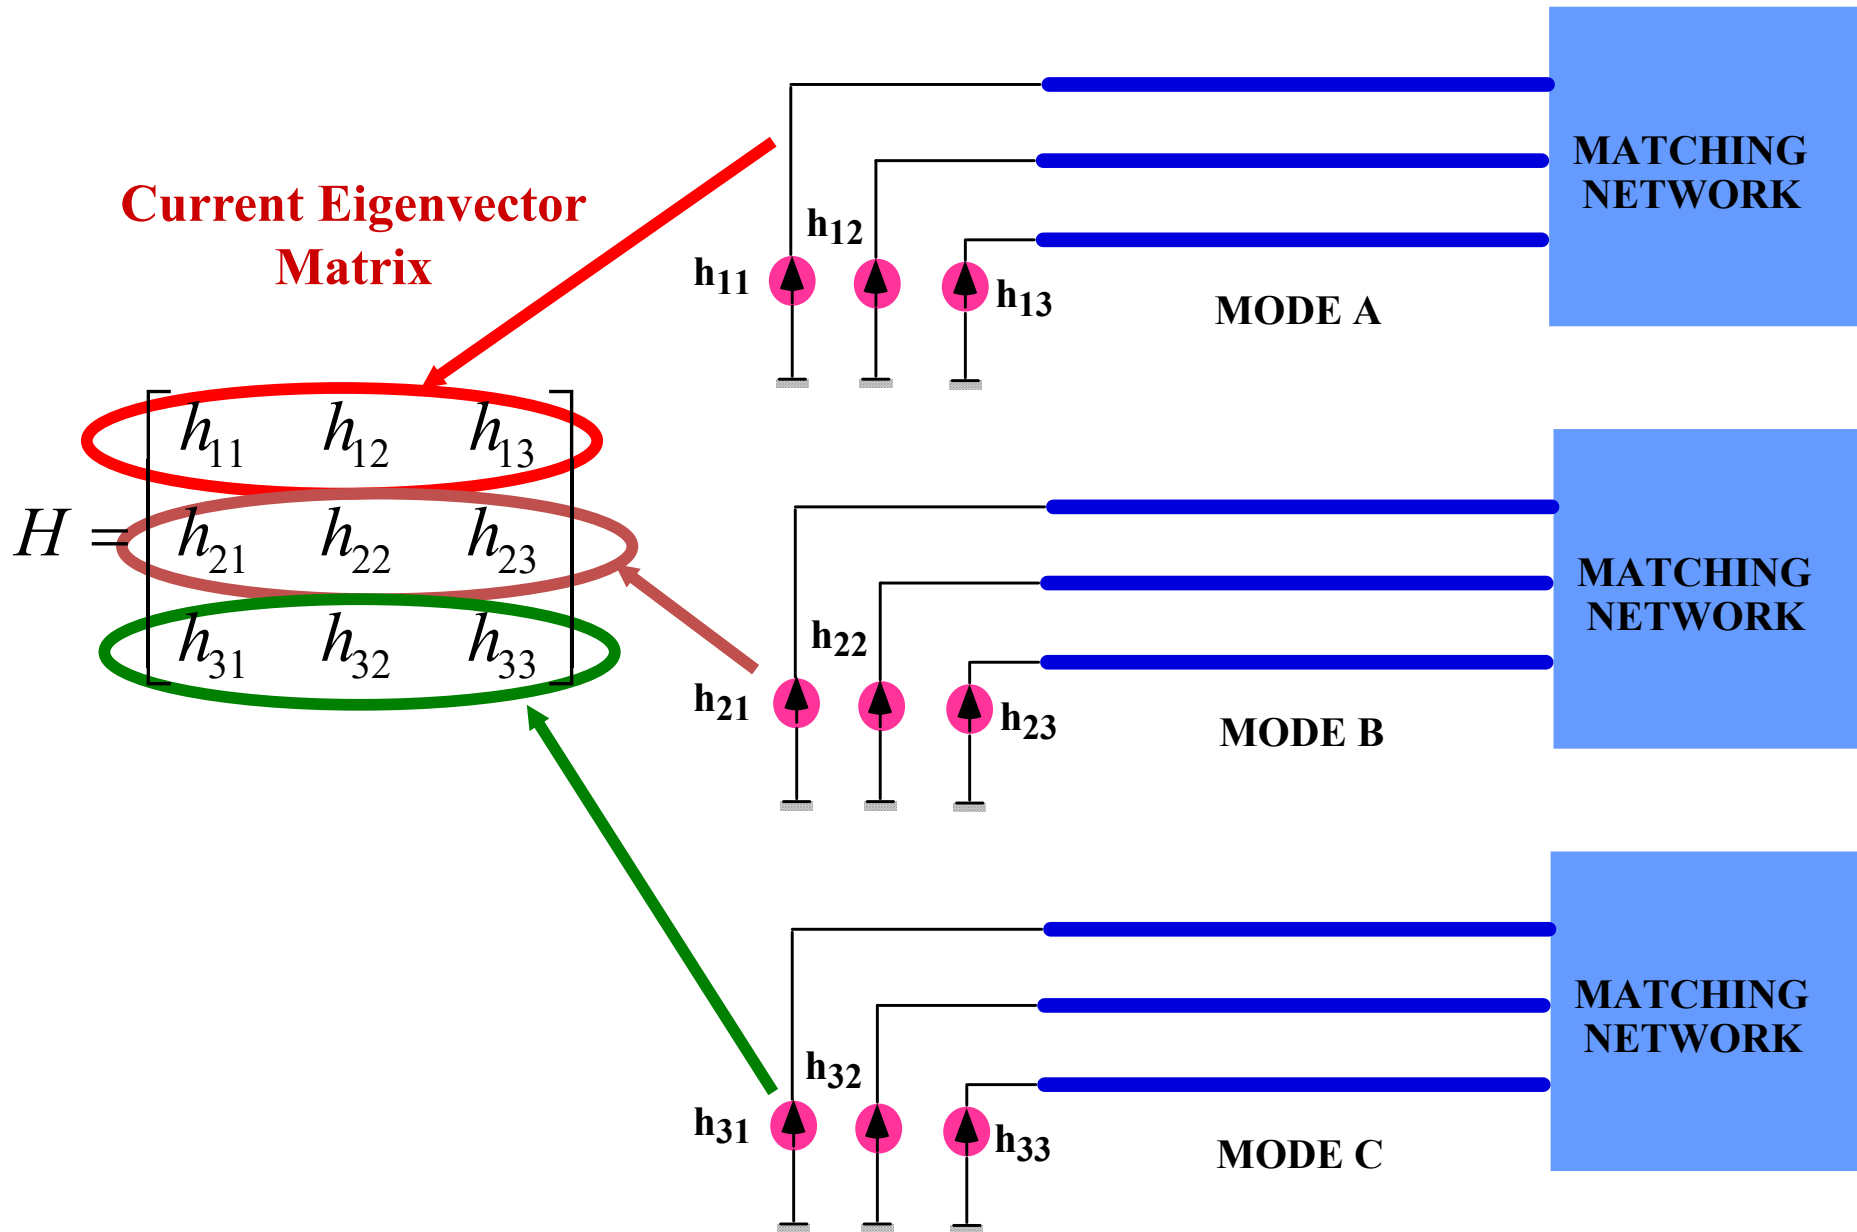 Current Eigenvector
Matrix
H =
h11 h12 h13
h21 h22 h23
h31 h32 h33
h11
h12
h13
MODE A
MATCHING
NETWORK
h21
h22
h23
MODE B
MATCHING
NETWORK
h31
h32
h33
MODE C
MATCHING
NETWORK